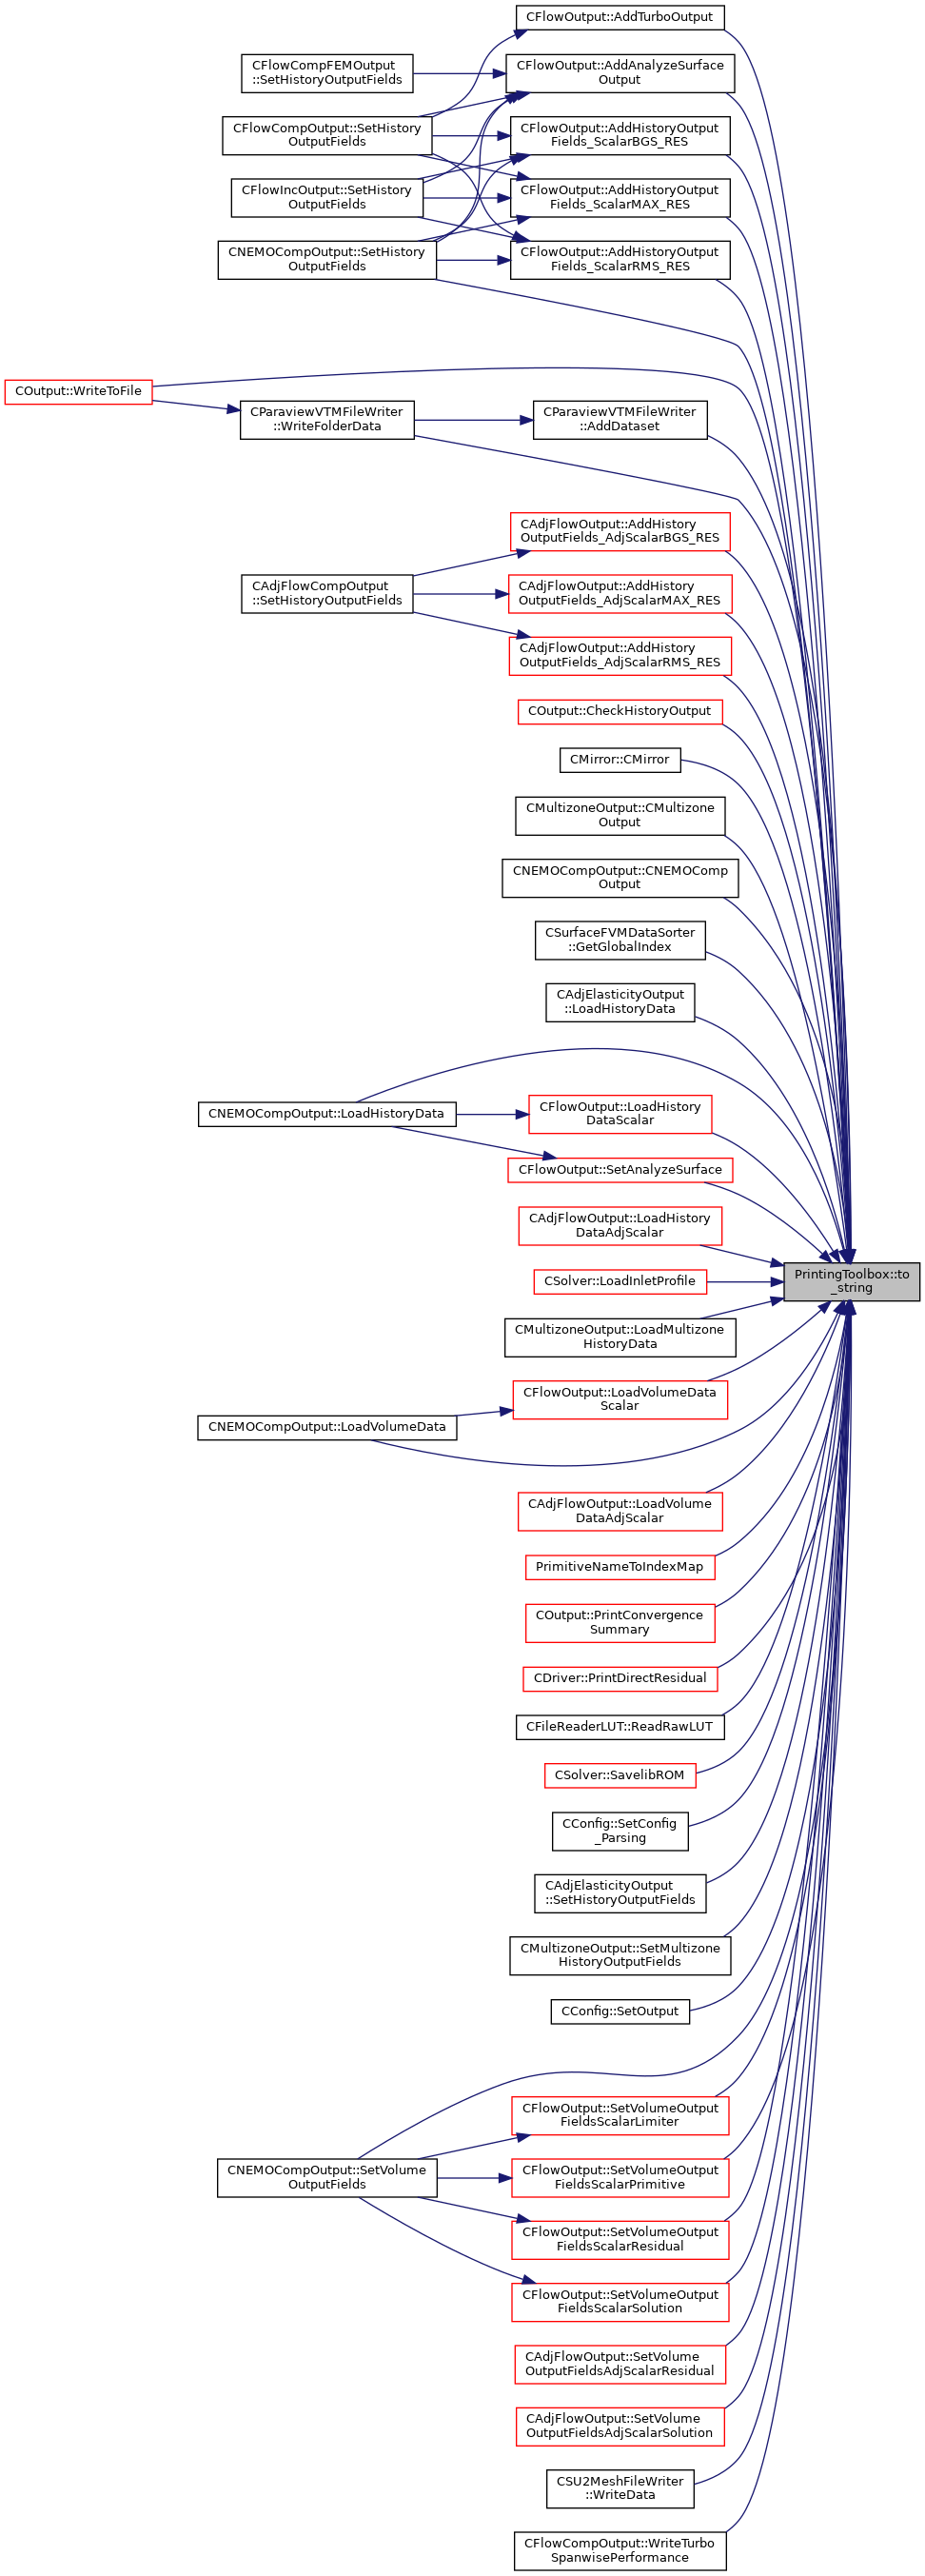 CFlowOutput::AddTurboOutput
CFlowCompFEMOutput
::SetHistoryOutputFields
CFlowOutput::AddAnalyzeSurface
Output
CFlowCompOutput::SetHistory
OutputFields
CFlowOutput::AddHistoryOutput
Fields_ScalarBGS_RES
CFlowIncOutput::SetHistory
OutputFields
CFlowOutput::AddHistoryOutput
Fields_ScalarMAX_RES
CNEMOCompOutput::SetHistory
OutputFields
CFlowOutput::AddHistoryOutput
Fields_ScalarRMS_RES
COutput::WriteToFile
CParaviewVTMFileWriter
::WriteFolderData
CParaviewVTMFileWriter
::AddDataset
CAdjFlowOutput::AddHistory
OutputFields_AdjScalarBGS_RES
CAdjFlowCompOutput
::SetHistoryOutputFields
CAdjFlowOutput::AddHistory
OutputFields_AdjScalarMAX_RES
CAdjFlowOutput::AddHistory
OutputFields_AdjScalarRMS_RES
COutput::CheckHistoryOutput
CMirror::CMirror
CMultizoneOutput::CMultizone
Output
CNEMOCompOutput::CNEMOComp
Output
CSurfaceFVMDataSorter
::GetGlobalIndex
CAdjElasticityOutput
::LoadHistoryData
CNEMOCompOutput::LoadHistoryData
CFlowOutput::LoadHistory
DataScalar
CFlowOutput::SetAnalyzeSurface
CAdjFlowOutput::LoadHistory
DataAdjScalar
PrintingToolbox::to
_string
CSolver::LoadInletProfile
CMultizoneOutput::LoadMultizone
HistoryData
CFlowOutput::LoadVolumeData
Scalar
CNEMOCompOutput::LoadVolumeData
CAdjFlowOutput::LoadVolume
DataAdjScalar
PrimitiveNameToIndexMap
COutput::PrintConvergence
Summary
CDriver::PrintDirectResidual
CFileReaderLUT::ReadRawLUT
CSolver::SavelibROM
CConfig::SetConfig
_Parsing
CAdjElasticityOutput
::SetHistoryOutputFields
CMultizoneOutput::SetMultizone
HistoryOutputFields
CConfig::SetOutput
CFlowOutput::SetVolumeOutput
FieldsScalarLimiter
CNEMOCompOutput::SetVolume
OutputFields
CFlowOutput::SetVolumeOutput
FieldsScalarPrimitive
CFlowOutput::SetVolumeOutput
FieldsScalarResidual
CFlowOutput::SetVolumeOutput
FieldsScalarSolution
CAdjFlowOutput::SetVolume
OutputFieldsAdjScalarResidual
CAdjFlowOutput::SetVolume
OutputFieldsAdjScalarSolution
CSU2MeshFileWriter
::WriteData
CFlowCompOutput::WriteTurbo
SpanwisePerformance